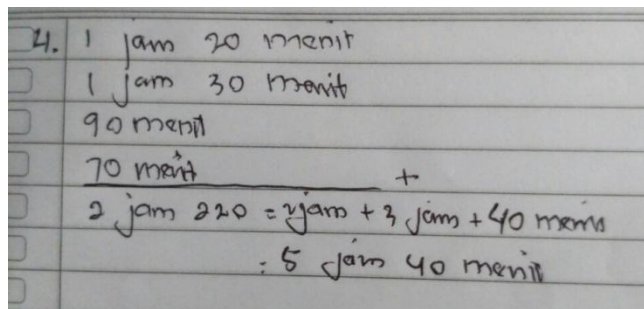 4. 1 jam 20 menit
1 jam 30 menit
90 menit
70 menit +
2 jam 220 = 2 jam + 3 jam + 40 menit
= 5 jam 40 menit